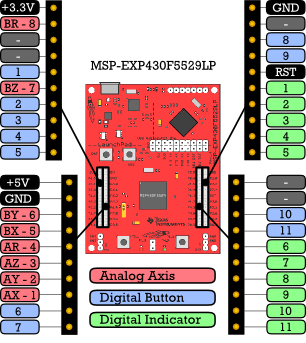 +3.3V
BR - 8
-
-
1
BZ - 7
2
3
4
5
GND
-
8
9
RST
1
2
3
4
5
MSP-EXP430F5529LP
LaunchPad
+5V
GND
BY - 6
BX - 5
AR - 4
AZ - 3
AY - 2
AX - 1
6
7
-
-
10
11
6
7
8
9
10
11
Analog Axis
Digital Button
Digital Indicator